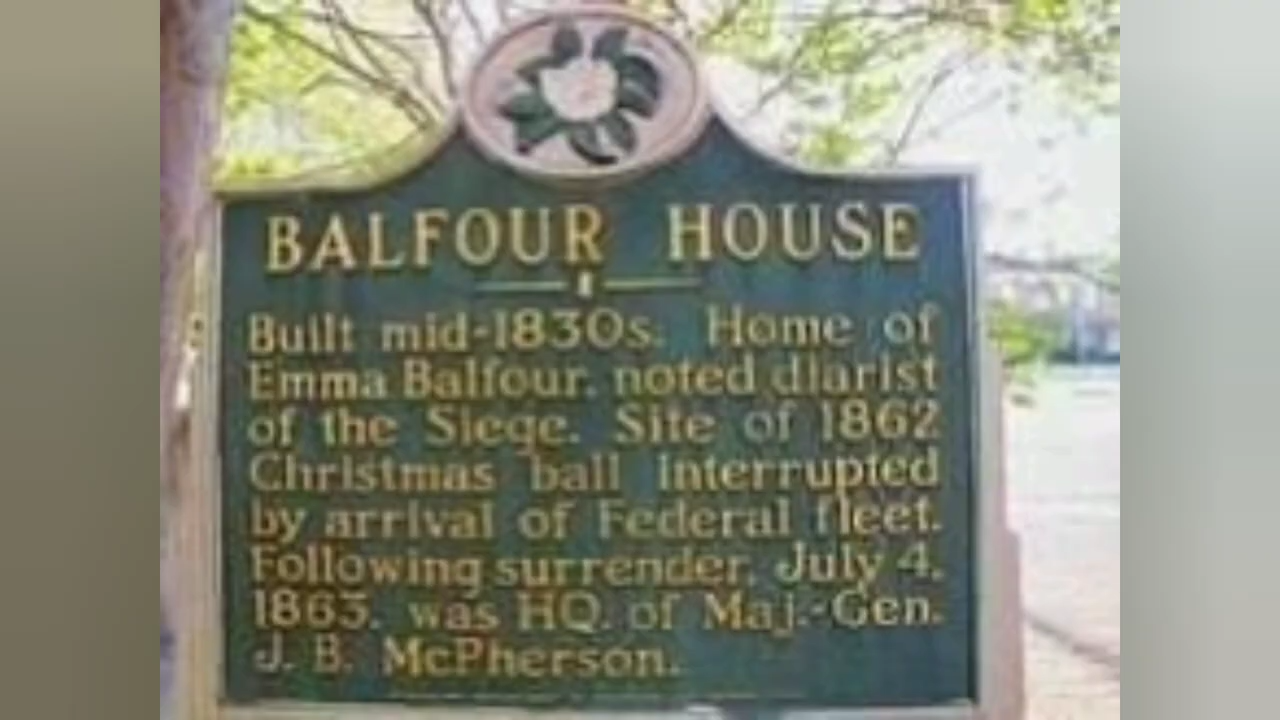 BALFOUR HOUSE
Built mid-1830s. Home of
Emma Balfour, noted diarist
of the Siege. Site of 1862
Christmas ball interrupted
by arrival of Federal fleet.
Following surrender, July 4,
1863, was HQ. of Maj.-Gen.
J. B. McPherson.